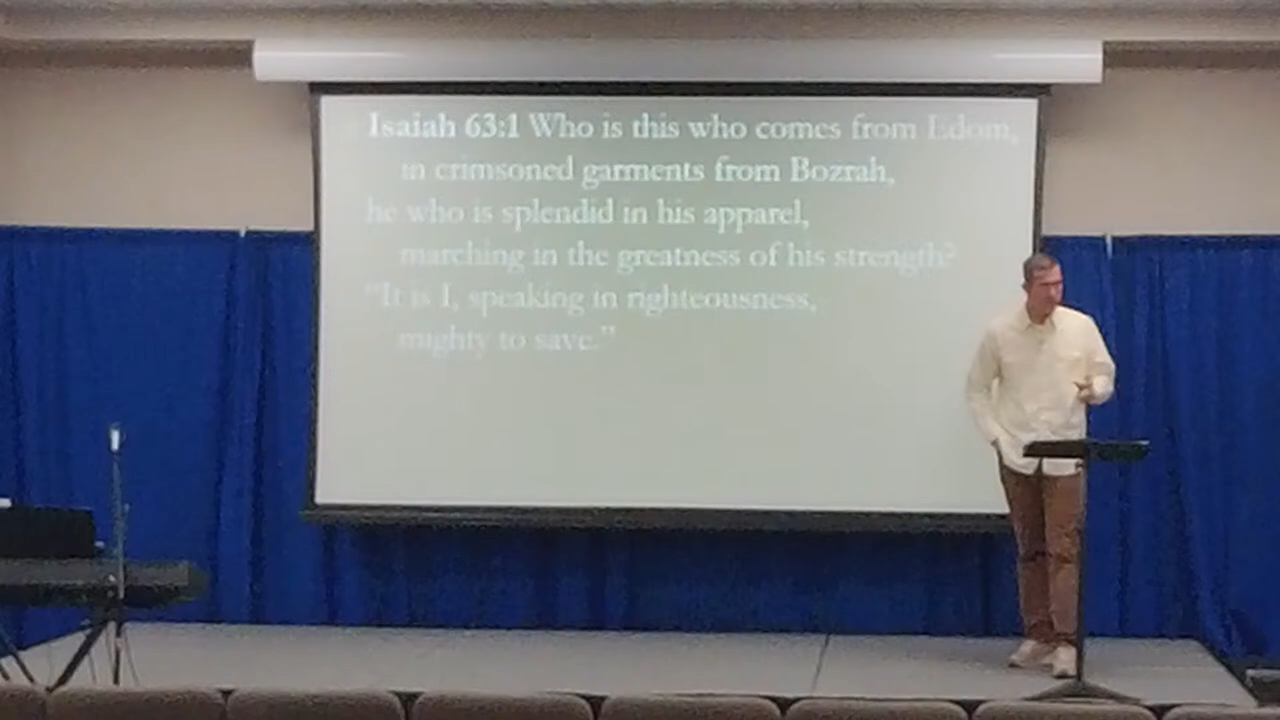 Isaiah 63:1 Who is this who comes from Edom,
in crimsoned garments from Bozrah,
he who is splendid in his apparel,
marching in the greatness of his strength?
"It is I, speaking in righteousness,
mighty to save."